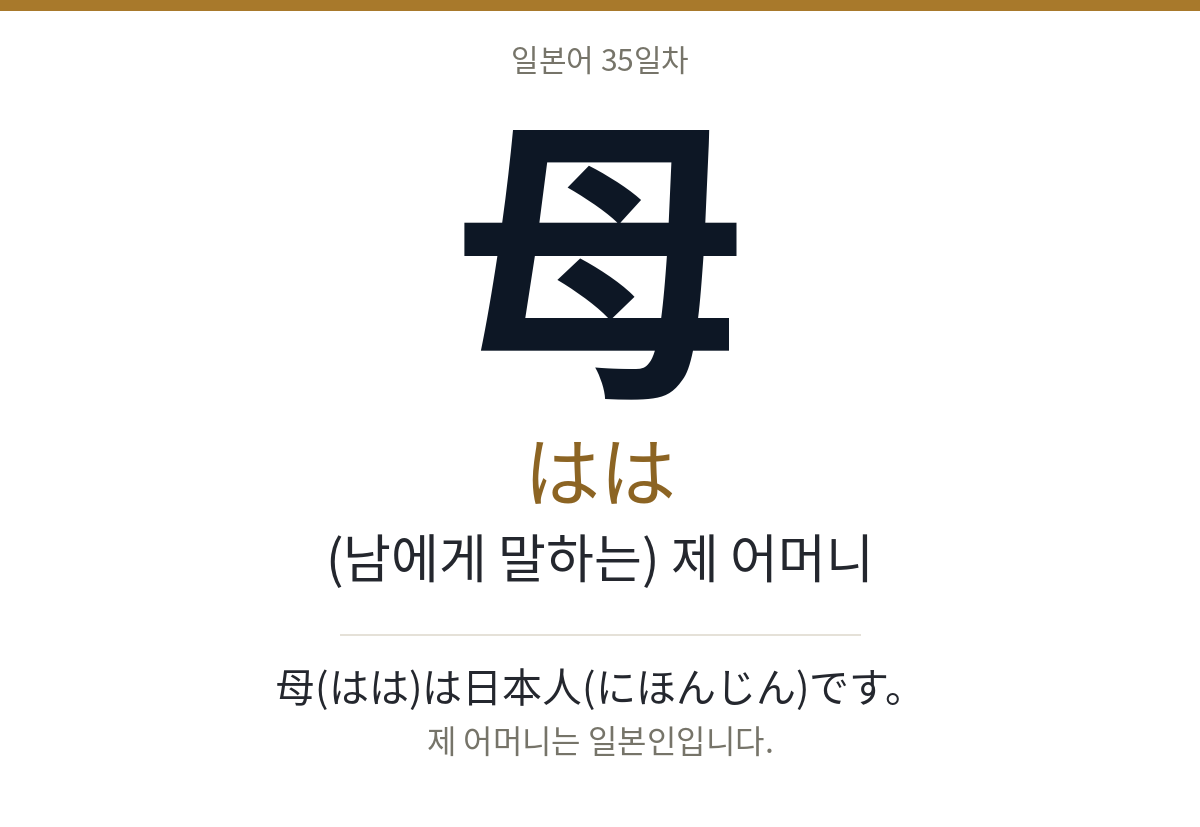 일본어 35일차
母
はは
(남에게 말하는) 제 어머니
母(はは)は日本人(にほんじん)です。
제 어머니는 일본인입니다.